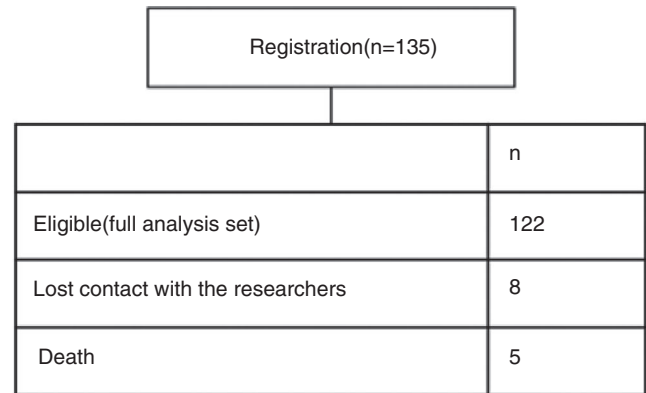 Registration(n=135)
n
Eligible(full analysis set) 122
Lost contact with the researchers 8
Death 5